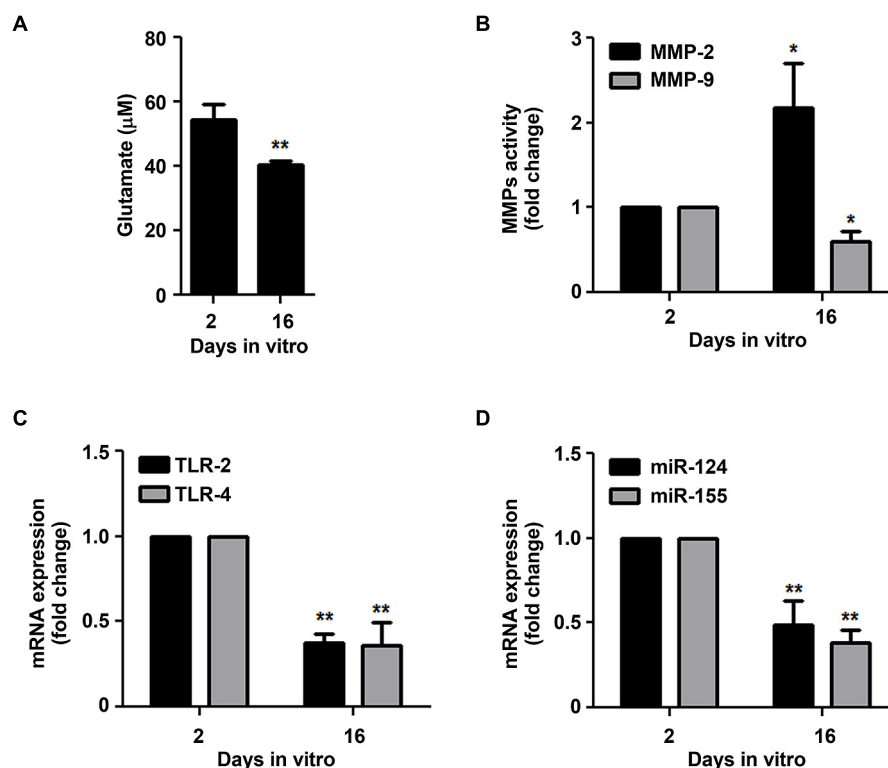 A
80
60
40
20
0
Glutamate (μM)
**
2
16
Days in vitro
B
3
2
1
0
MMPs activity
(fold change)
MMP-2
MMP-9
*
*
2
16
Days in vitro
C
1.5
1.0
0.5
0
mRNA expression
(fold change)
TLR-2
TLR-4
**
**
2
16
Days in vitro
D
1.5
1.0
0.5
0
mRNA expression
(fold change)
miR-124
miR-155
**
**
2
16
Days in vitro